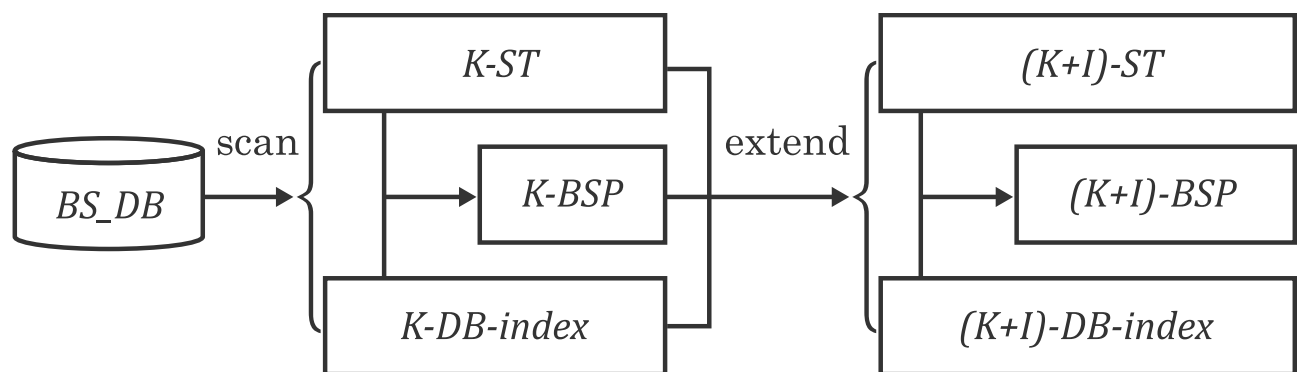 BS_DB
scan
K-ST
K-BSP
K-DB-index
extend
(K+I)-ST
(K+I)-BSP
(K+I)-DB-index